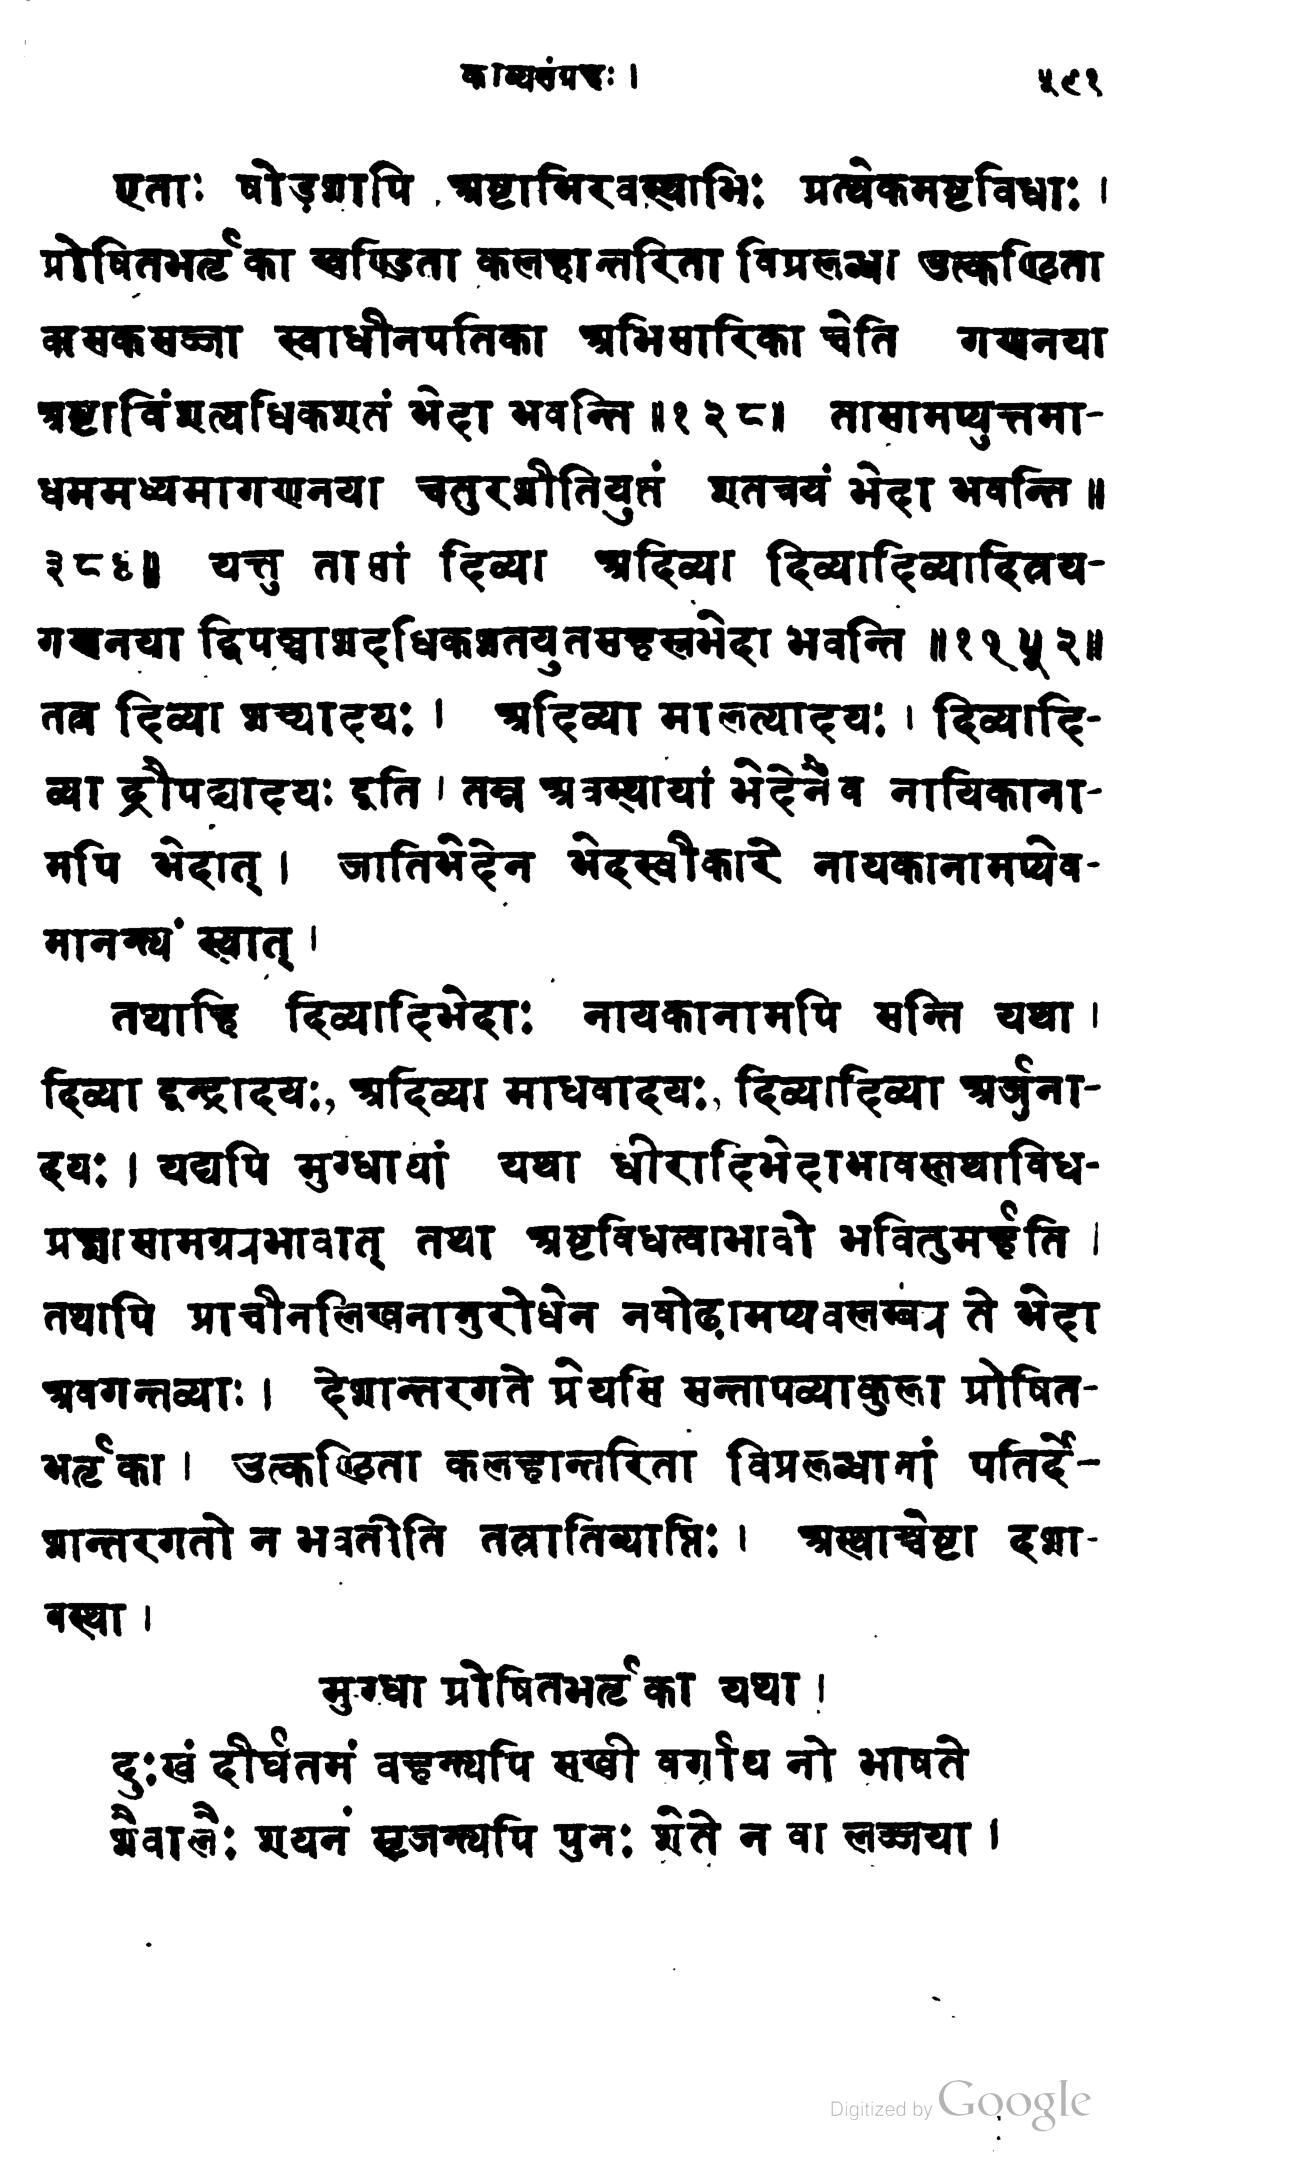 काव्यसंग्रहः । ५९१
एताः षोड़शापि अष्टाभिरवस्थाभिः प्रत्येकमष्टविधाः ।
प्रोषितभर्त्तृका खण्डिता कलहान्तरिता विप्रलब्धा उत्कण्ठिता
वासकसज्जा स्वाधीनपतिका अभिसारिका चेति गणनया
अष्टाविंशत्यधिकशतं भेदा भवन्ति ॥१२८॥ तासामप्युत्तमा-
धममध्यमागणनया चतुरशीतियुतं शतत्रयं भेदा भवन्ति ॥
३८४॥ यत्तु तासां दिव्या अदिव्या दिव्यादिव्यादित्रय-
गणनया द्विपञ्चाशदधिकशतयुतसहस्रभेदा भवन्ति ॥११५२॥
तत्र दिव्या शच्यादयः । अदिव्या मालत्यादयः । दिव्यादि-
व्या द्रौपद्यादयः इति । तन्न अवस्थायां भेदेनैव नायिकाना-
मपि भेदात् । जातिभेदेन भेदस्वीकारे नायकानामप्येव-
मानन्त्यं स्यात् ।
तथाहि दिव्यादिभेदाः नायकानामपि सन्ति यथा ।
दिव्या इन्द्रादयः, अदिव्या माधवादयः, दिव्यादिव्या अर्ज्जुना-
दयः । यद्यपि मुग्धायां यथा धीरादिभेदाभावस्तथाविध-
प्रज्ञासामग्र्यभावात् तथा अष्टविधत्वाभावो भवितुमर्हति ।
तथापि प्राचीनलिखनानुरोधेन नवोढ़ामप्यवलम्ब्य ते भेदा
अवगन्तव्याः । देशान्तरगते प्रेयसि सन्तापव्याकुला प्रोषित-
भर्त्तृका । उत्कण्ठिता कलहान्तरिता विप्रलब्धानां पतिर्दे-
शान्तरगतो न भवतीति तत्रातिव्याप्तिः । अस्याश्चेष्टा दशा-
वस्था ।
मुग्धा प्रोषितभर्त्तृका यथा ।
दुःखं दीर्घतमं वहन्त्यपि सखी वर्गाय नो भाषते
शैवालैः शयनं सृजन्त्यपि पुनः शेते न वा लज्जया ।
Digitized by Google